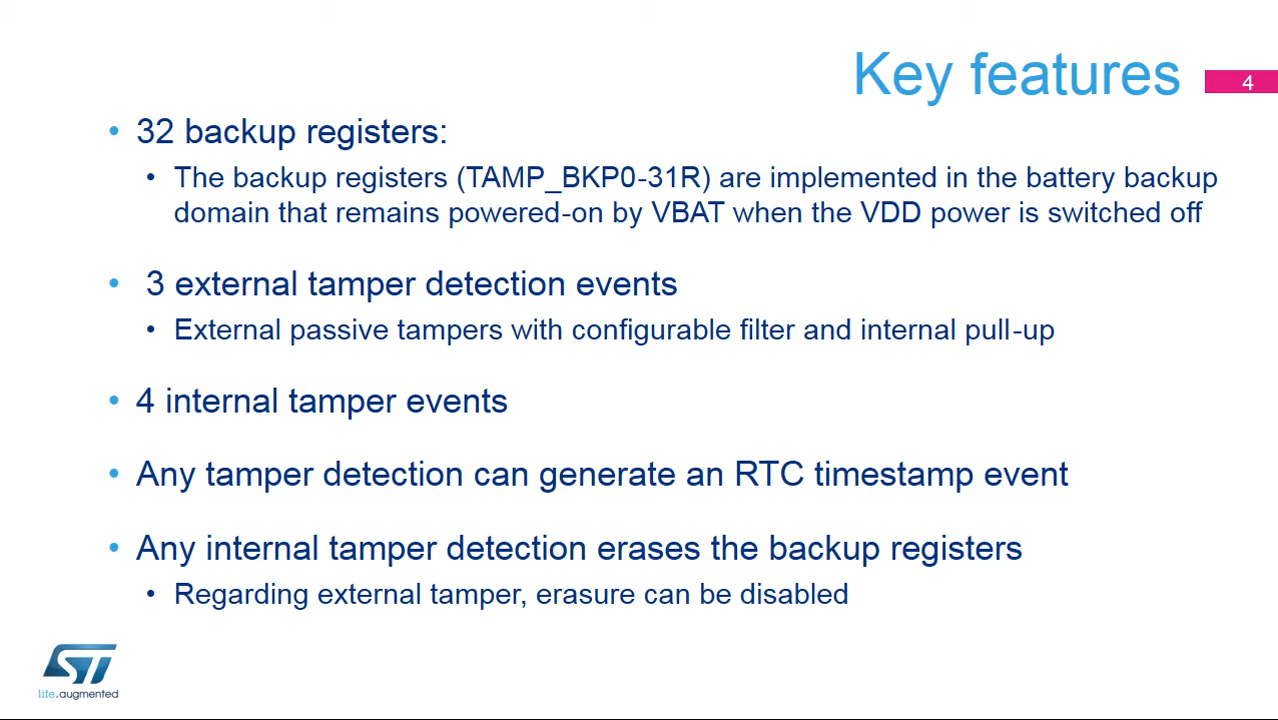 Key features
4
• 32 backup registers:
• The backup registers (TAMP_BKP0-31R) are implemented in the battery backup
domain that remains powered-on by VBAT when the VDD power is switched off
• 3 external tamper detection events
• External passive tampers with configurable filter and internal pull-up
• 4 internal tamper events
• Any tamper detection can generate an RTC timestamp event
• Any internal tamper detection erases the backup registers
• Regarding external tamper, erasure can be disabled
ST
life.augmented